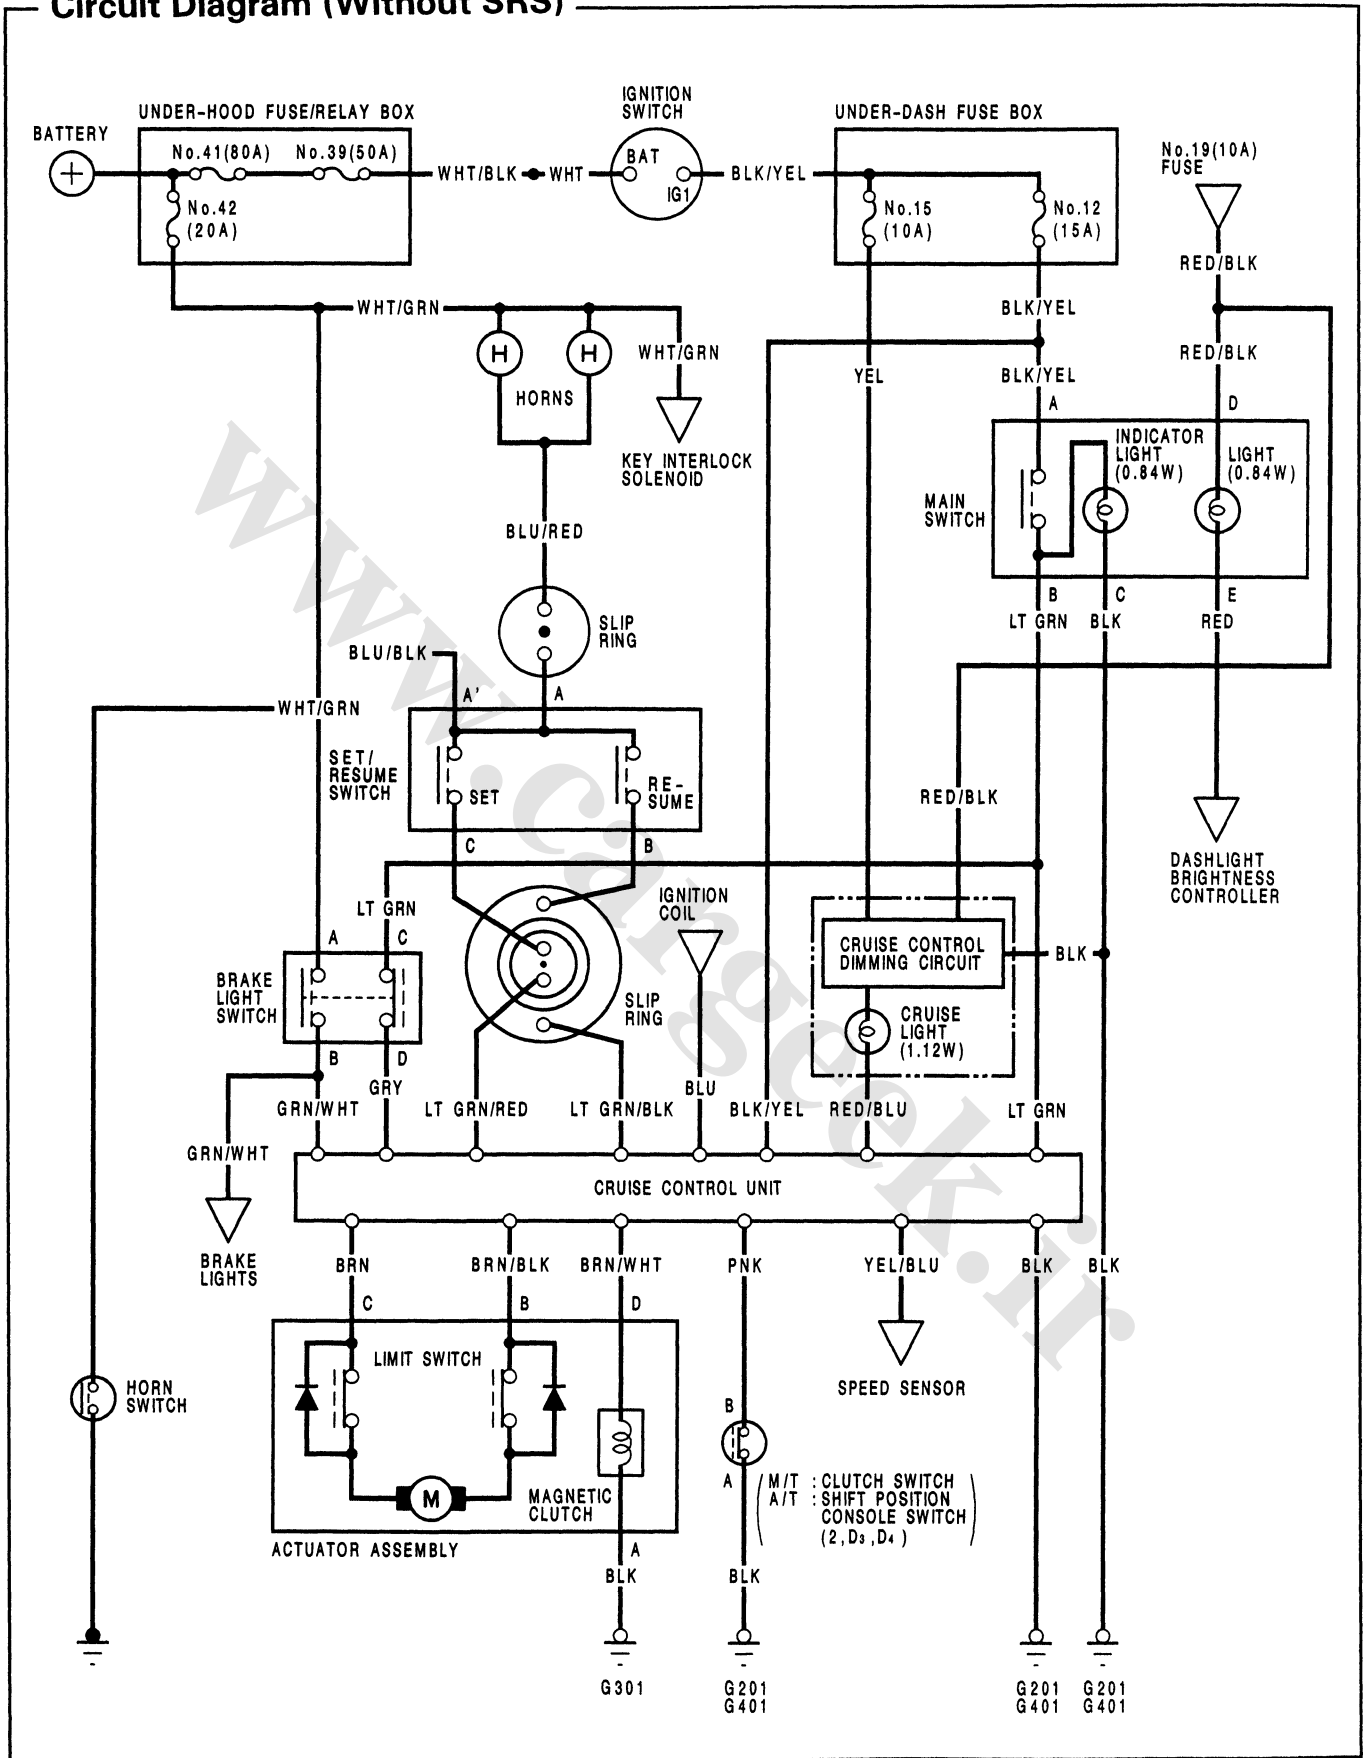 Circuit Diagram (Without SRS)
UNDER-HOOD FUSE/RELAY BOX
IGNITION
SWITCH
UNDER-DASH FUSE BOX
BATTERY
No.41(80A)
No.39(50A)
WHT/BLK
WHT
BAT
IG1
BLK/YEL
No.19(10A)
FUSE
No.42
(20A)
No.15
(10A)
No.12
(15A)
RED/BLK
WHT/GRN
BLK/YEL
H
H
WHT/GRN
RED/BLK
YEL
BLK/YEL
HORNS
A
D
KEY INTERLOCK
SOLENOID
INDICATOR
LIGHT
(0.84W)
LIGHT
(0.84W)
MAIN
SWITCH
BLU/RED
B
C
E
LT GRN
BLK
RED
SLIP
RING
BLU/BLK
A'
A
WHT/GRN
SET/
RESUME
SWITCH
SET
RE-
SUME
RED/BLK
C
B
DASHLIGHT
BRIGHTNESS
CONTROLLER
IGNITION
COIL
LT GRN
A
C
CRUISE CONTROL
DIMMING CIRCUIT
BLK
BRAKE
LIGHT
SWITCH
SLIP
RING
CRUISE
LIGHT
(1.12W)
B
D
GRY
BLU
GRN/WHT
LT GRN/RED
LT GRN/BLK
BLK/YEL
RED/BLU
LT GRN
GRN/WHT
CRUISE CONTROL UNIT
BRAKE
LIGHTS
BRN
BRN/BLK
BRN/WHT
PNK
YEL/BLU
BLK
BLK
C
B
D
LIMIT SWITCH
SPEED SENSOR
HORN
SWITCH
B
A
M/T : CLUTCH SWITCH
A/T : SHIFT POSITION
CONSOLE SWITCH
(2,D3,D4)
M
MAGNETIC
CLUTCH
ACTUATOR ASSEMBLY
A
BLK
BLK
G301
G201
G401
G201
G401
G201
G401
www.cargeek.ir